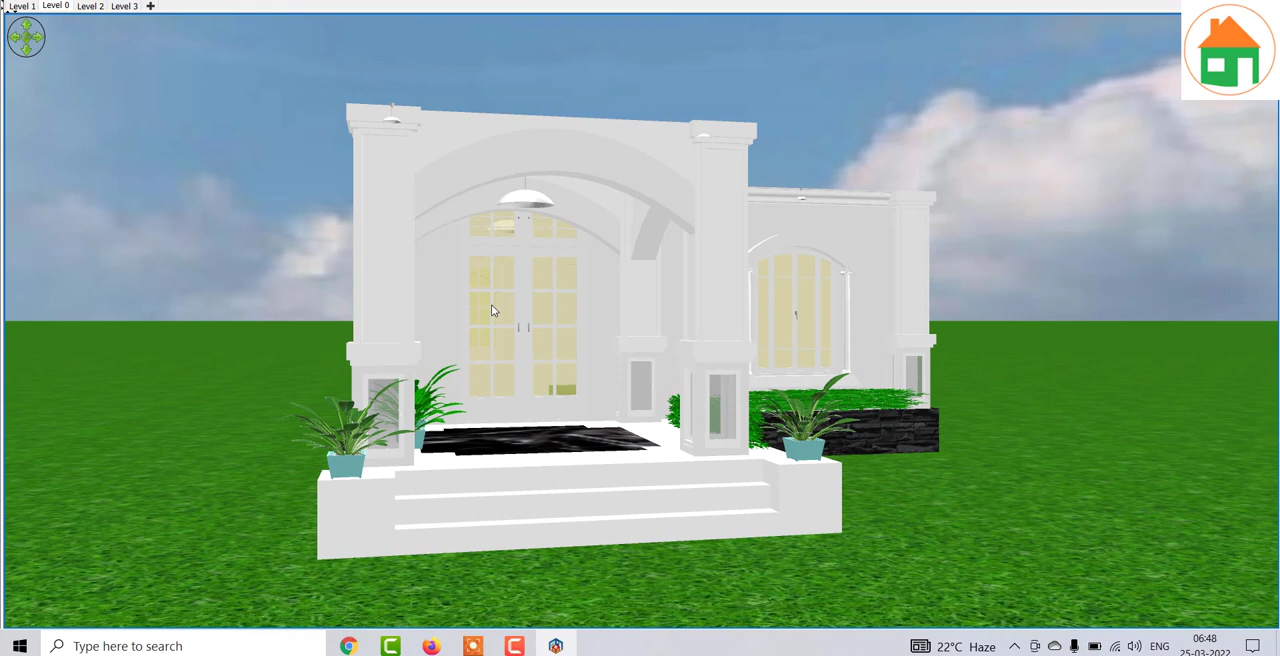 Level 1 Level 0 Level 2 Level 3
Type here to search
22°C Haze
ENG
06:48
25-03-2022